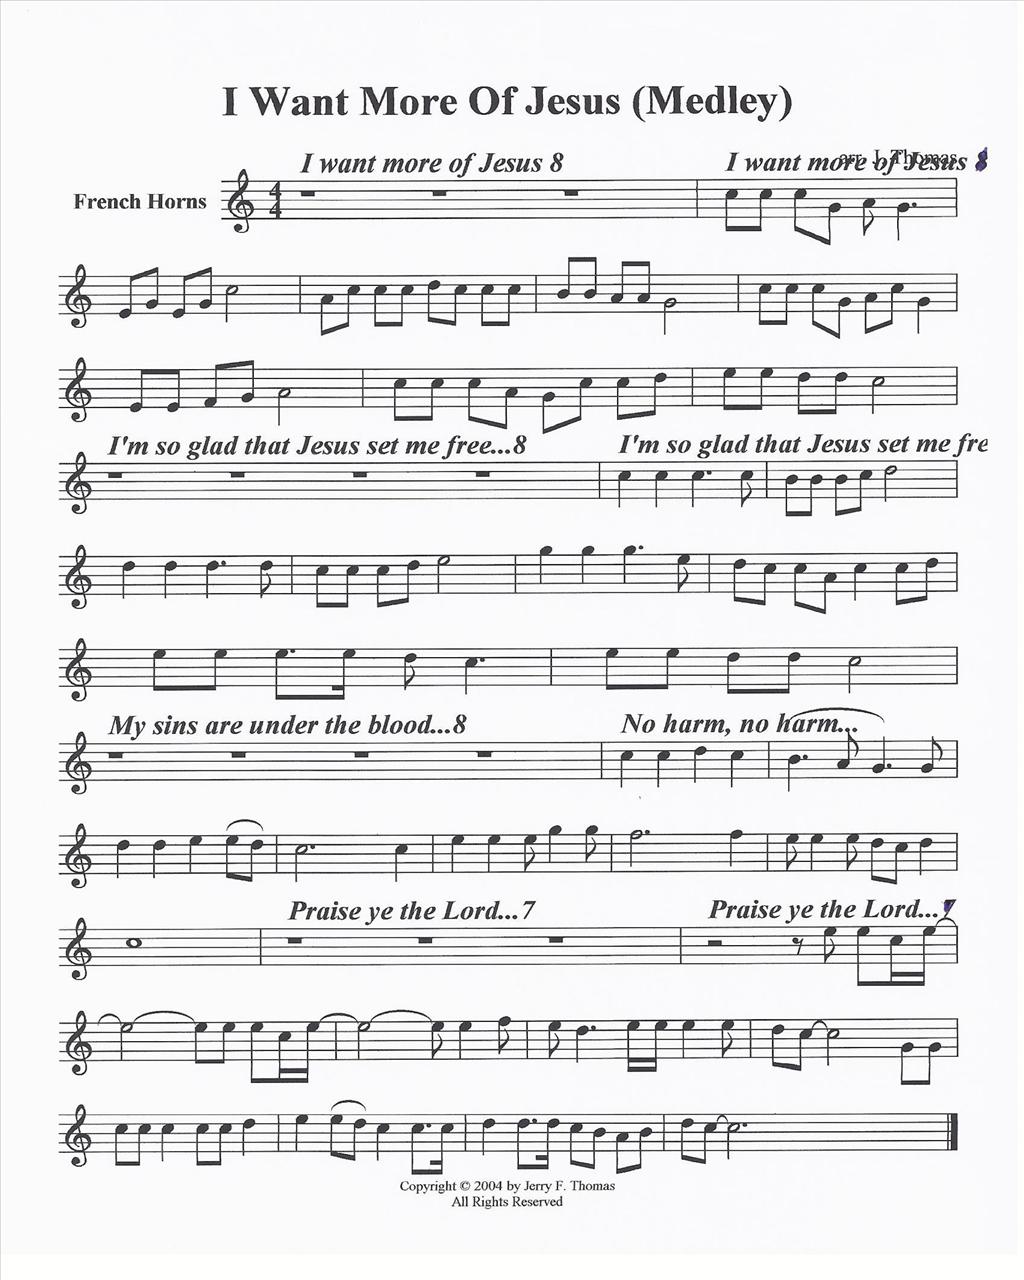 I Want More Of Jesus (Medley)
arr. J. Thomas
I want more of Jesus 8
I want more of Jesus 8
French Horns
I'm so glad that Jesus set me free...8
I'm so glad that Jesus set me fre
My sins are under the blood...8
No harm, no harm...
Praise ye the Lord...7
Praise ye the Lord...7
Copyright © 2004 by Jerry F. Thomas
All Rights Reserved